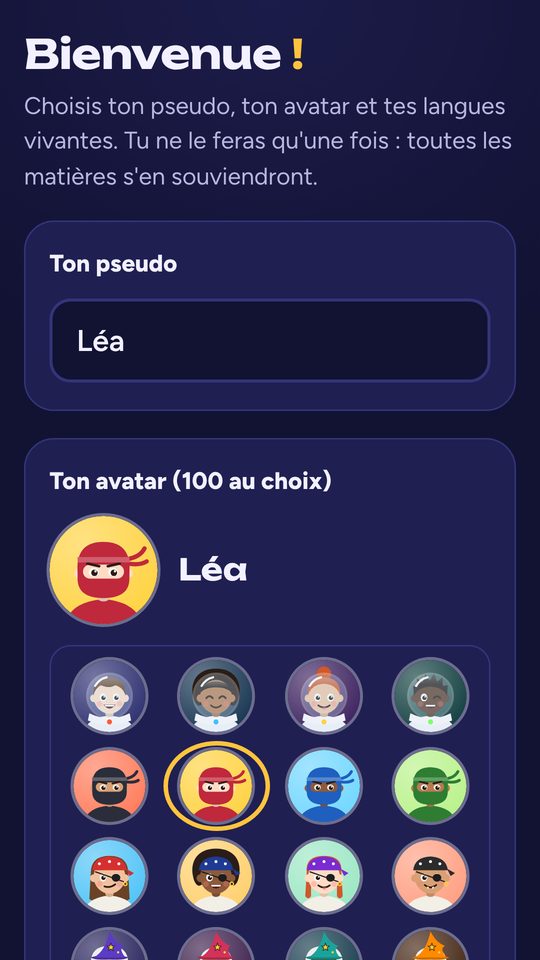 Bienvenue !
Choisis ton pseudo, ton avatar et tes langues
vivantes. Tu ne le feras qu'une fois : toutes les
matières s'en souviendront.
Ton pseudo
Léa
Ton avatar (100 au choix)
Léa